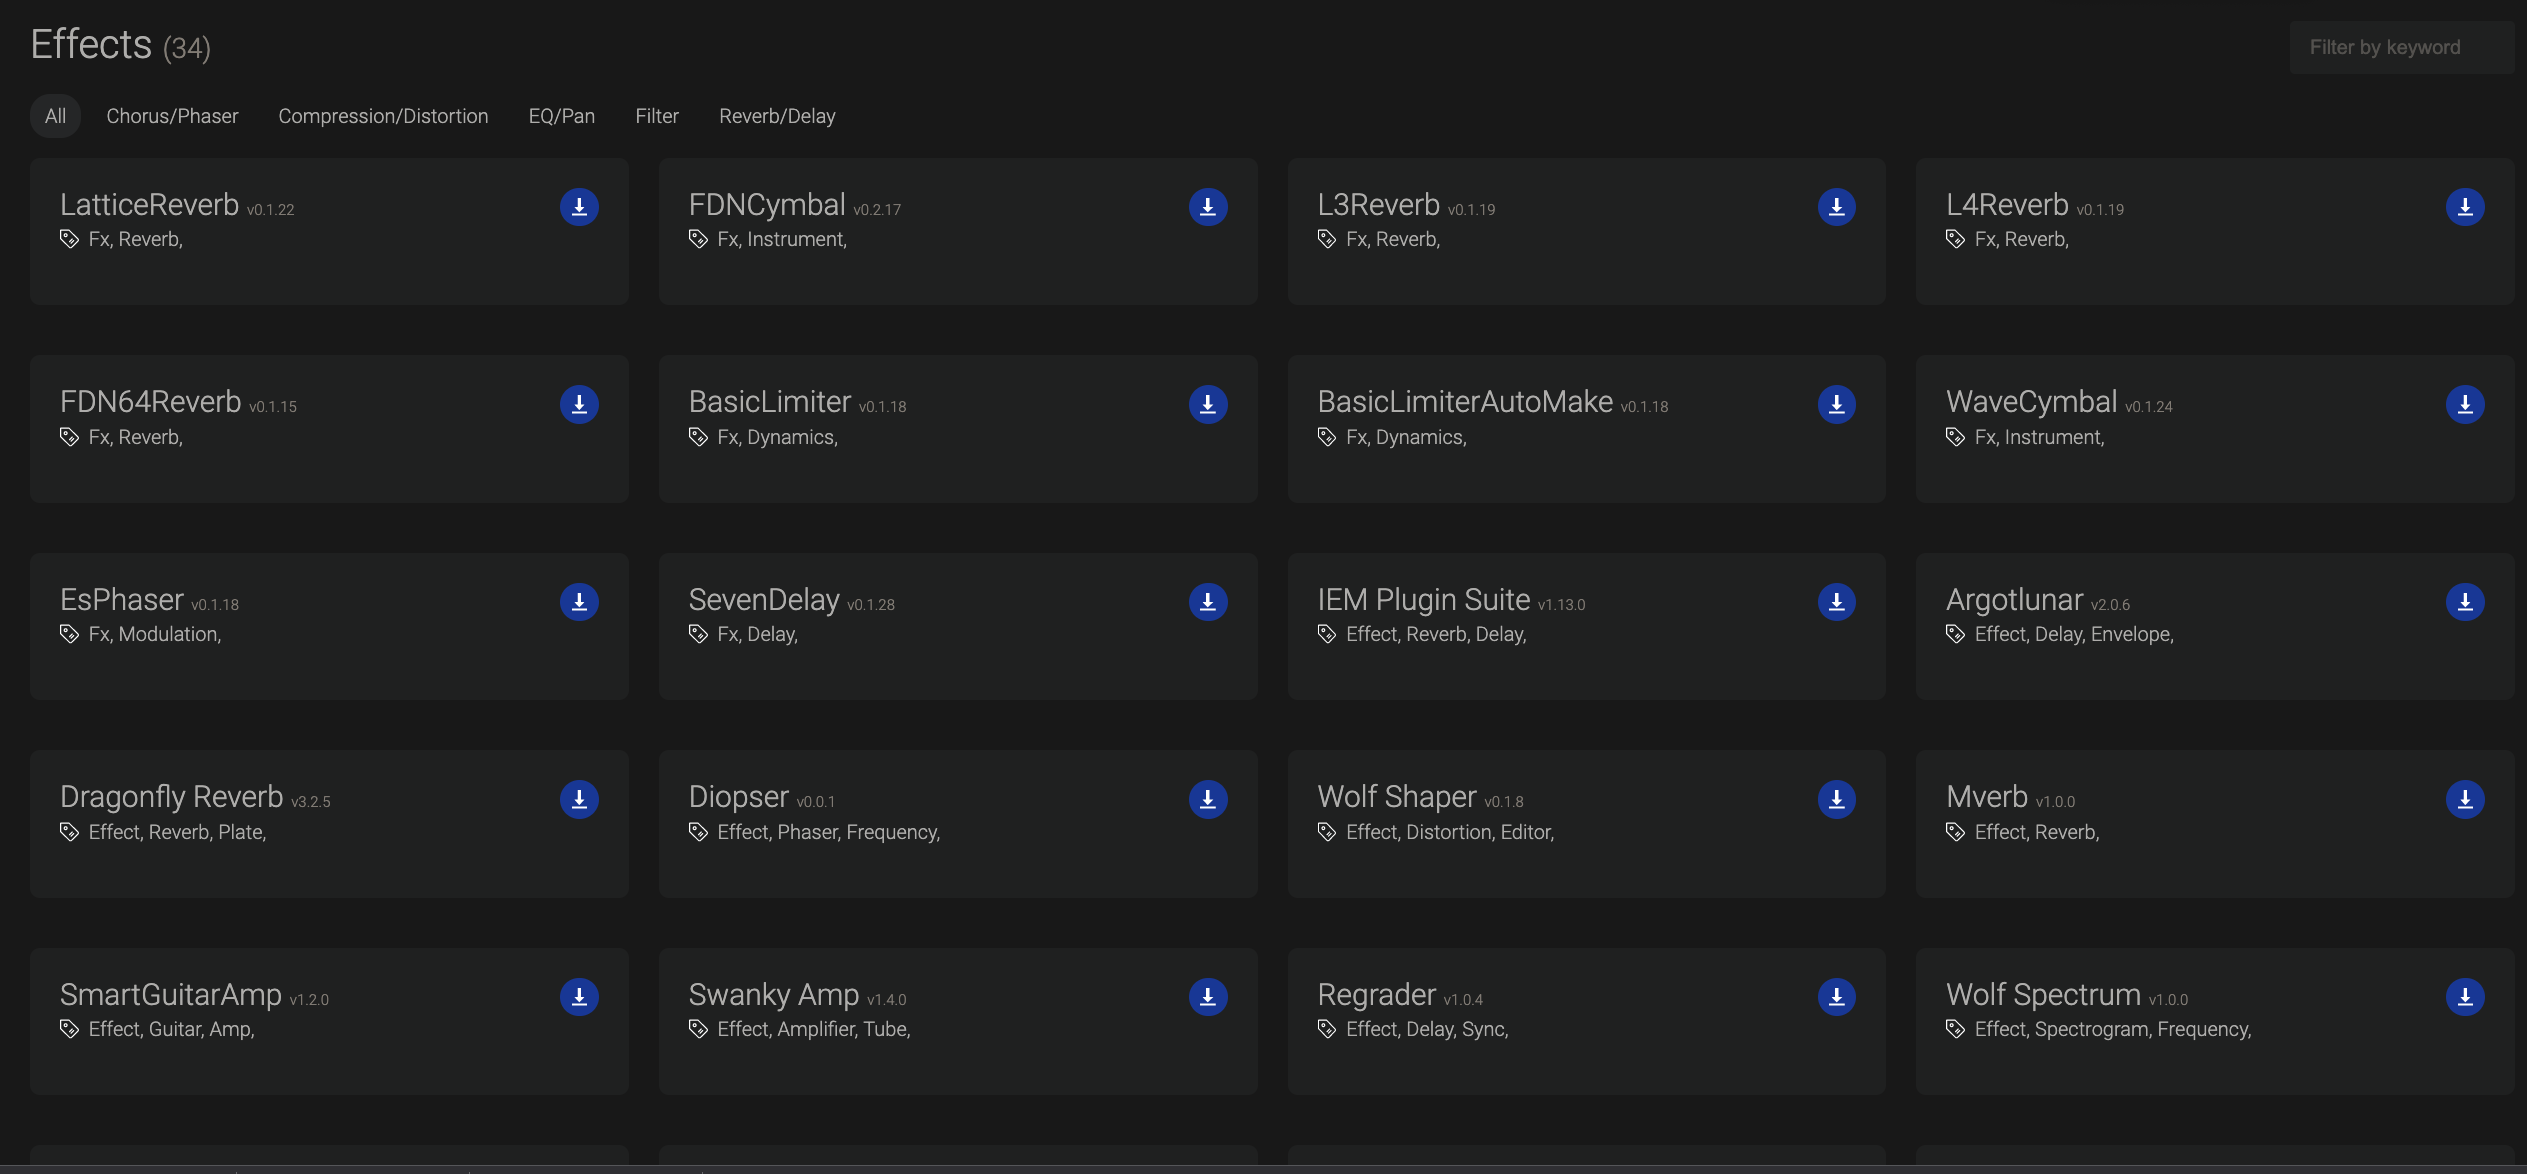 Effects (34)
Filter by keyword
All
Chorus/Phaser
Compression/Distortion
EQ/Pan
Filter
Reverb/Delay
LatticeReverb v0.1.22
Fx, Reverb,
FDNCymbal v0.2.17
Fx, Instrument,
L3Reverb v0.1.19
Fx, Reverb,
L4Reverb v0.1.19
Fx, Reverb,
FDN64Reverb v0.1.15
Fx, Reverb,
BasicLimiter v0.1.18
Fx, Dynamics,
BasicLimiterAutoMake v0.1.18
Fx, Dynamics,
WaveCymbal v0.1.24
Fx, Instrument,
EsPhaser v0.1.18
Fx, Modulation,
SevenDelay v0.1.28
Fx, Delay,
IEM Plugin Suite v1.13.0
Effect, Reverb, Delay,
Argotlunar v2.0.6
Effect, Delay, Envelope,
Dragonfly Reverb v3.2.5
Effect, Reverb, Plate,
Diopser v0.0.1
Effect, Phaser, Frequency,
Wolf Shaper v0.1.8
Effect, Distortion, Editor,
Mverb v1.0.0
Effect, Reverb,
SmartGuitarAmp v1.2.0
Effect, Guitar, Amp,
Swanky Amp v1.4.0
Effect, Amplifier, Tube,
Regrader v1.0.4
Effect, Delay, Sync,
Wolf Spectrum v1.0.0
Effect, Spectrogram, Frequency,